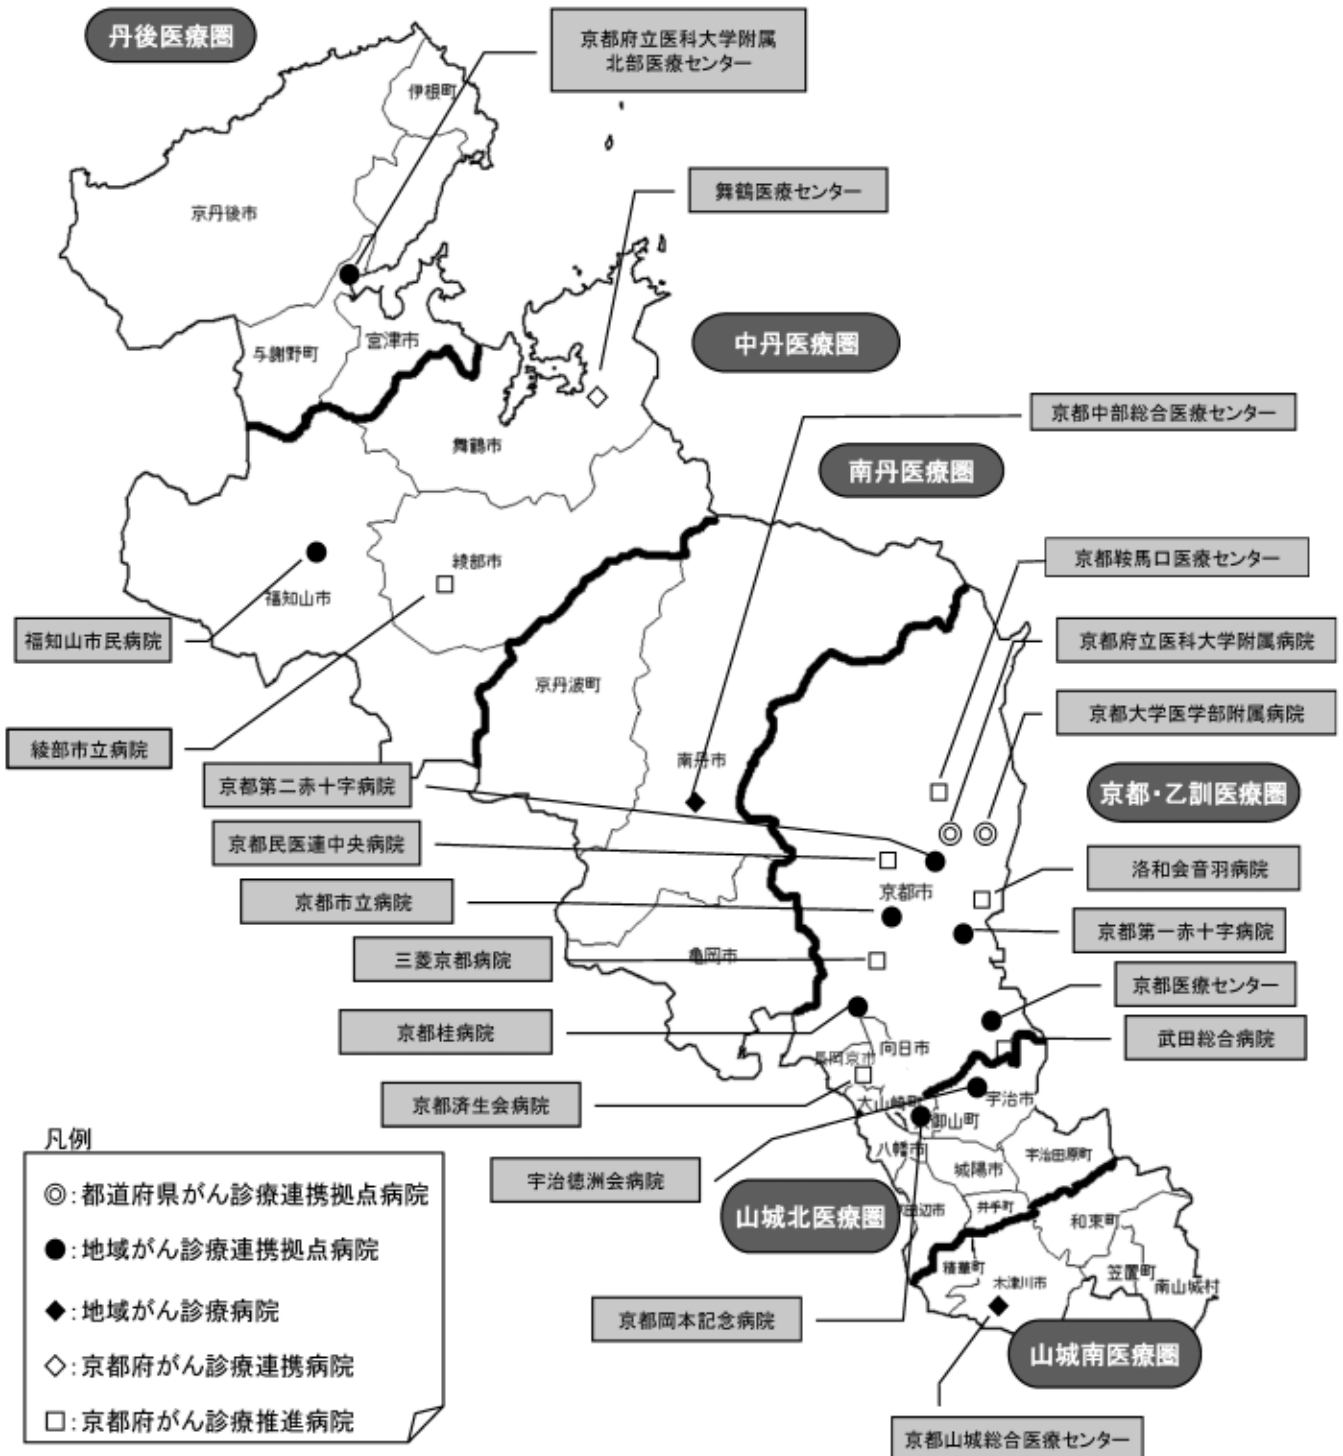 丹後医療圏
京都府立医科大学附属
北部医療センター
伊根町
舞鶴医療センター
京丹後市
中丹医療圏
宮津市
与謝野町
京都中部総合医療センター
舞鶴市
南丹医療圏
京都鞍馬口医療センター
綾部市
福知山市
福知山市民病院
京都府立医科大学附属病院
京丹波町
京都大学医学部附属病院
綾部市立病院
南丹市
京都第二赤十字病院
京都・乙訓医療圏
京都民医連中央病院
洛和会音羽病院
京都市
京都市立病院
京都第一赤十字病院
三菱京都病院
亀岡市
京都医療センター
京都桂病院
武田総合病院
向日市
長岡京市
京都済生会病院
大山崎町
宇治市
御山町
八幡市
宇治田原町
城陽市
宇治徳洲会病院
山城北医療圏
田辺市
井手町
和束町
精華町
笠置町
木津川市
南山城村
京都岡本記念病院
山城南医療圏
京都山城総合医療センター
凡例
◎:都道府県がん診療連携拠点病院
●:地域がん診療連携拠点病院
◆:地域がん診療病院
◇:京都府がん診療連携病院
□:京都府がん診療推進病院